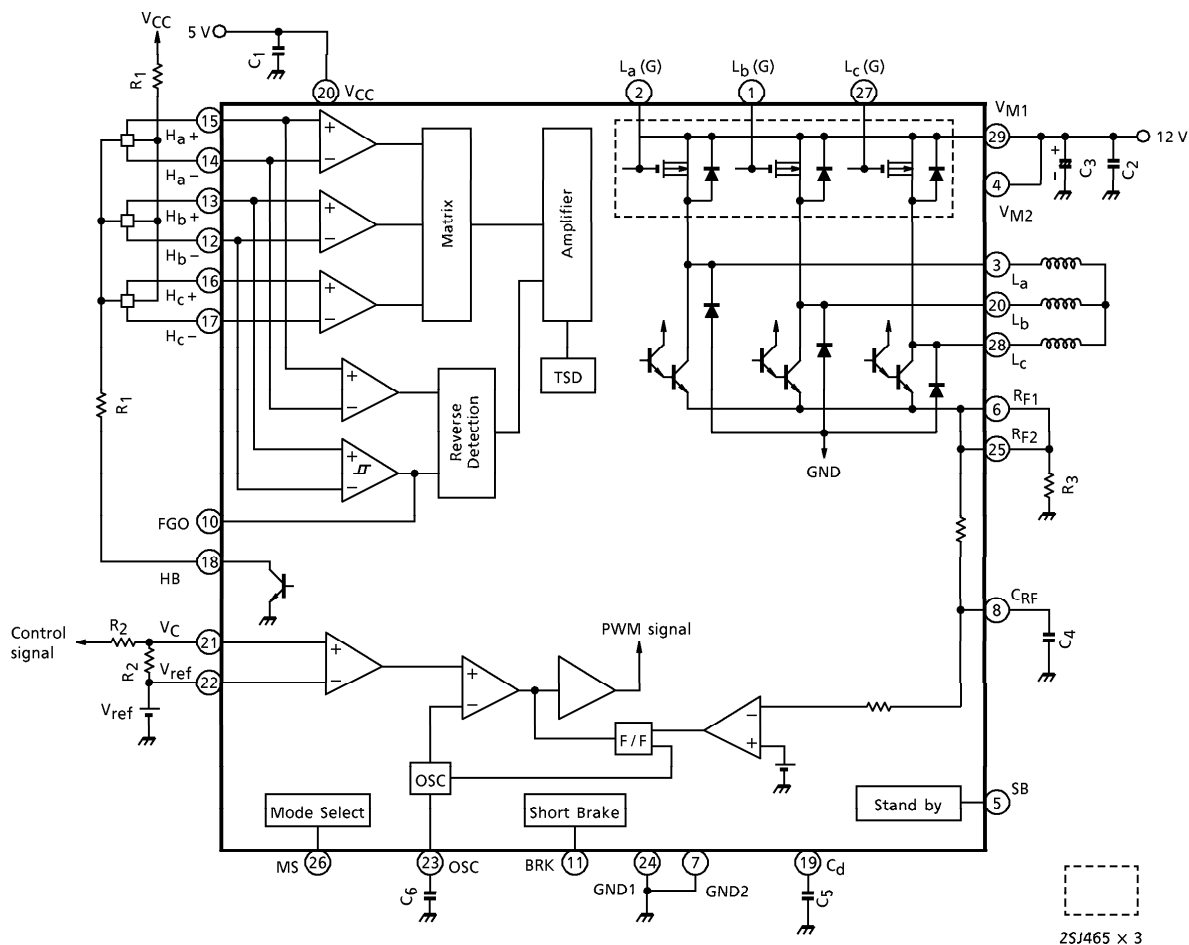 VCC
5 V
C1
R1
20 VCC
La (G)
2
Lb (G)
1
Lc (G)
27
VM1
29
12 V
C3
C2
+
-
4
VM2
15
Ha+
14
Ha−
13
Hb+
12
Hb−
16
Hc+
17
Hc−
+
−
+
−
+
−
Matrix
Amplifier
TSD
3
La
20
Lb
28
Lc
R1
+
−
+
−
Reverse
Detection
6
RF1
25
RF2
R3
GND
FGO
10
18
HB
8
CRF
C4
Control
signal
R2
VC
21
R2
Vref
22
Vref
+
−
+
−
PWM signal
F / F
−
+
OSC
Mode Select
Short Brake
Stand by
5
SB
MS
26
23
OSC
BRK
11
24
7
19
Cd
GND1
GND2
C6
C5
2SJ465 × 3